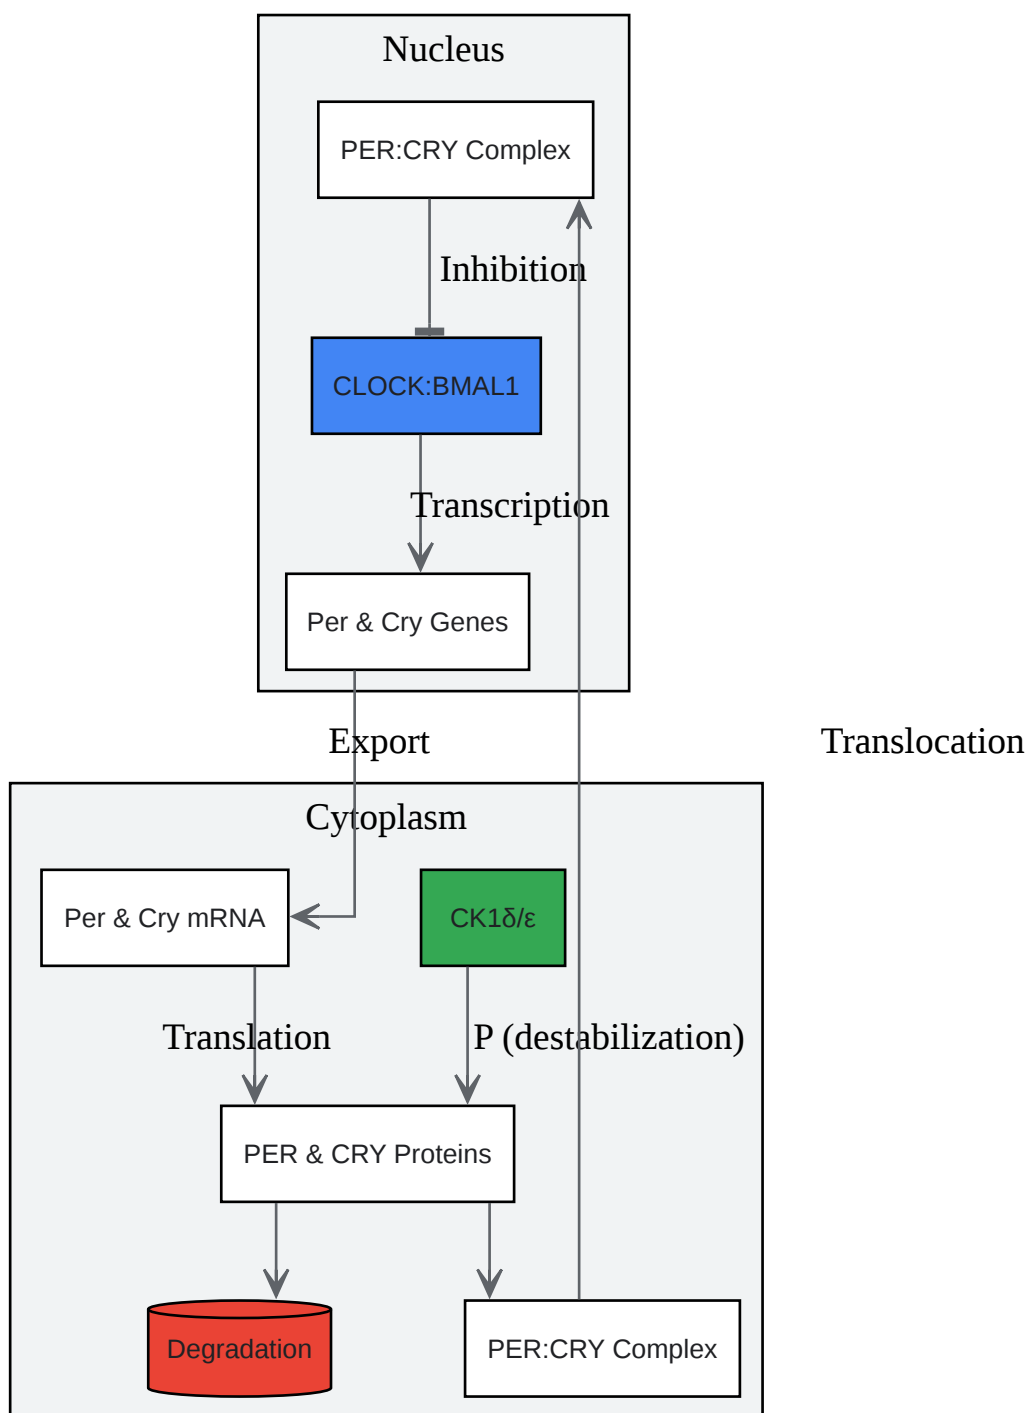 Nucleus
PER:CRY Complex
Inhibition
CLOCK:BMAL1
Transcription
Per & Cry Genes
Export
Translocation
Cytoplasm
Per & Cry mRNA
CK1δ/ε
Translation
P (destabilization)
PER & CRY Proteins
Degradation
PER:CRY Complex